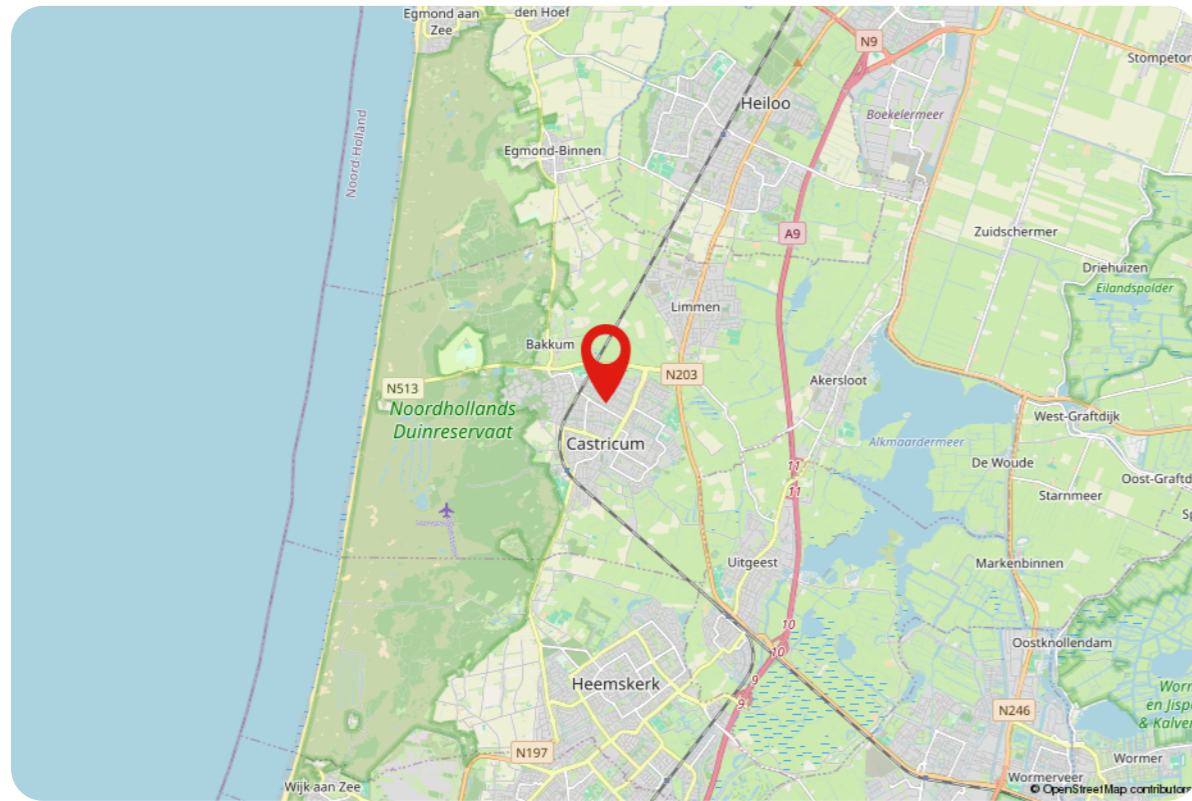 Egmond aan
Zee
den Hoef
N9
Stompetor
Heiloo
Noord-Holland
Boekelermeer
Egmond-Binnen
A9
Zuidschermer
Driehuizen
Eilandspolder
Limmen
Bakkum
N513
N203
Akersloot
Noordhollands
Duinreservaat
West-Graftdijk
Castricum
Alkmaardermeer
De Woude
11
11
Oost-Graftd
Starnmeer
Sp
Uitgeest
Markenbinnen
10
10
Oostknollendam
9
9
Heemskerk
Worm
en Jisp
& Kalver
N246
N197
Wormer
Wijk aan Zee
Wormerveer
© OpenStreetMap contributors